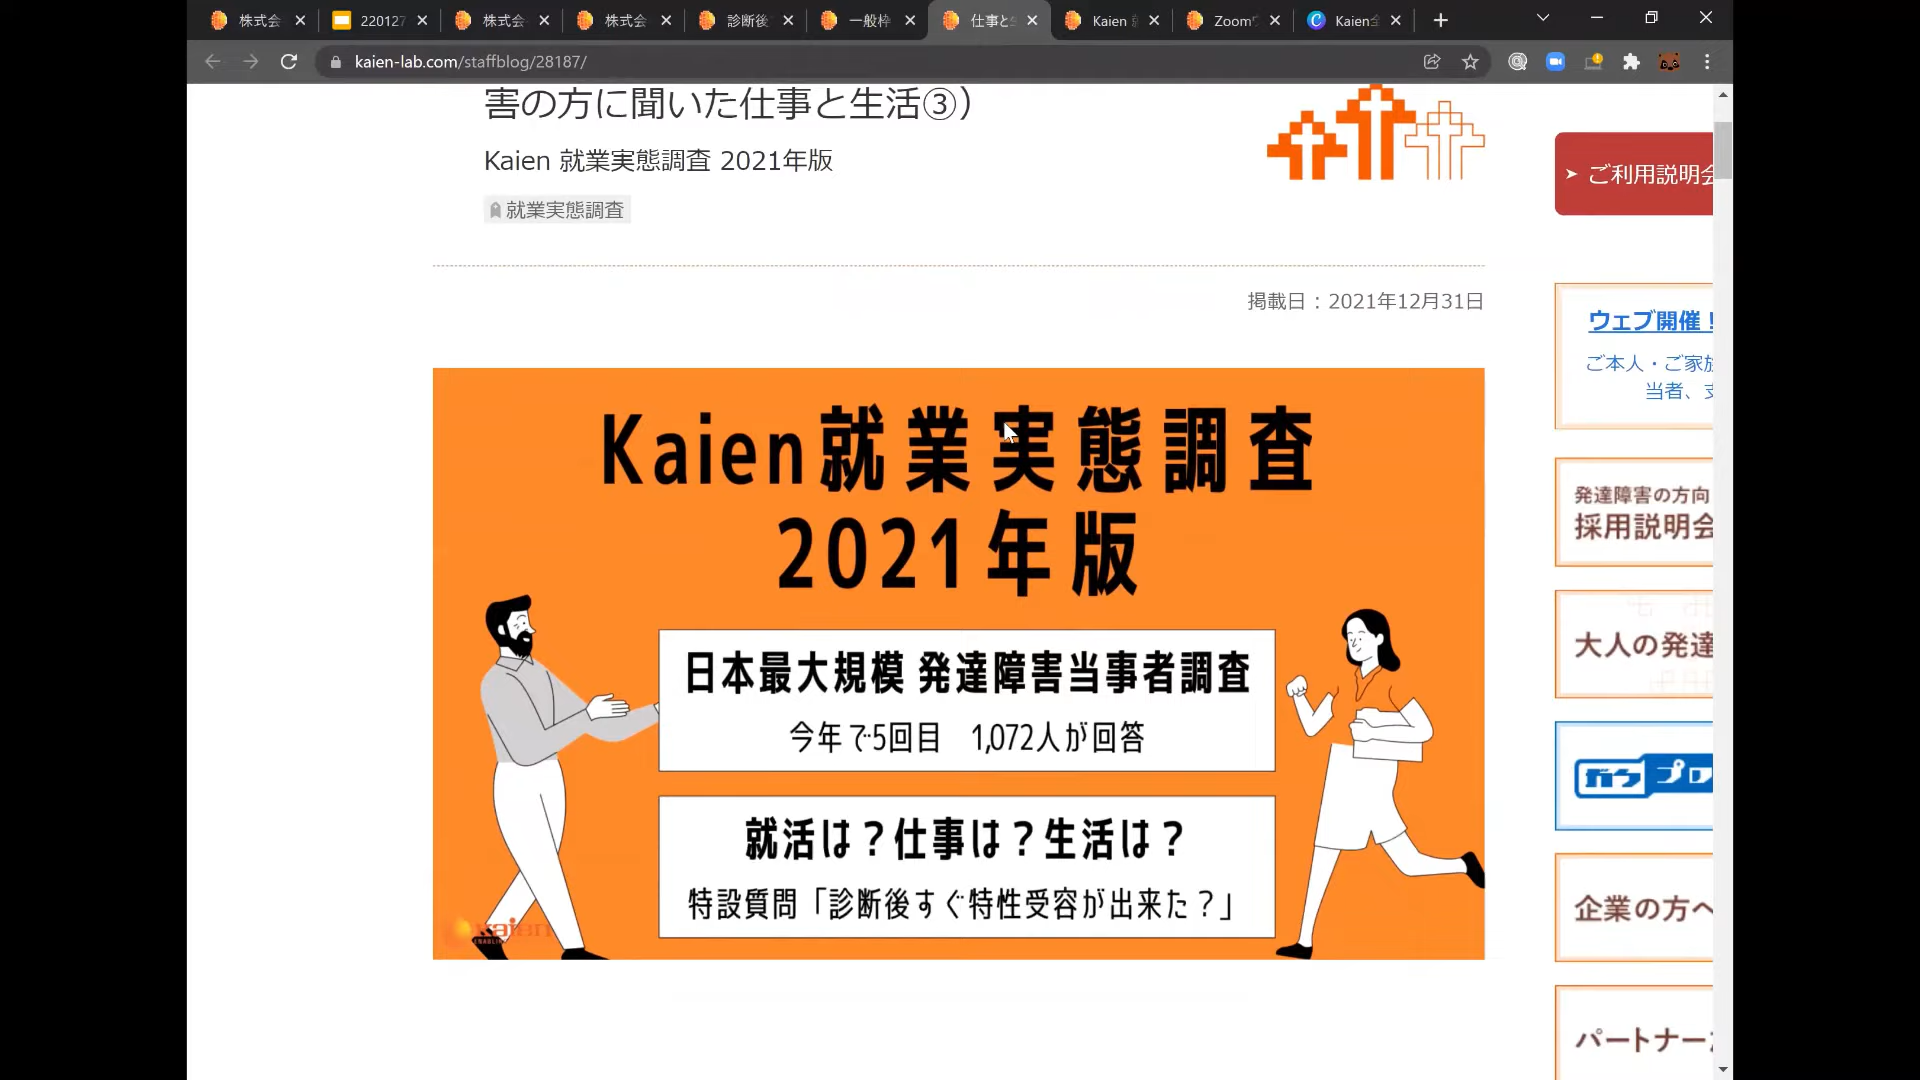 株式会
220127
株式会
株式会
診断後
一般枠
仕事と
Kaien
Zoom
Kaien
kaien-lab.com/staffblog/28187/
害の方に聞いた仕事と生活③）
Kaien 就業実態調査 2021年版
就業実態調査
掲載日：2021年12月31日
Kaien就業実態調査
2021年版
日本最大規模 発達障害当事者調査
今年で5回目 1,072人が回答
就活は？仕事は？生活は？
特設質問「診断後すぐ特性受容が出来た？」
kaien
➤ ご利用説明会
ウェブ開催！
ご本人・ご家族
当者、支
発達障害の方向
採用説明会
大人の発達
ガクプロ
企業の方へ
パートナー